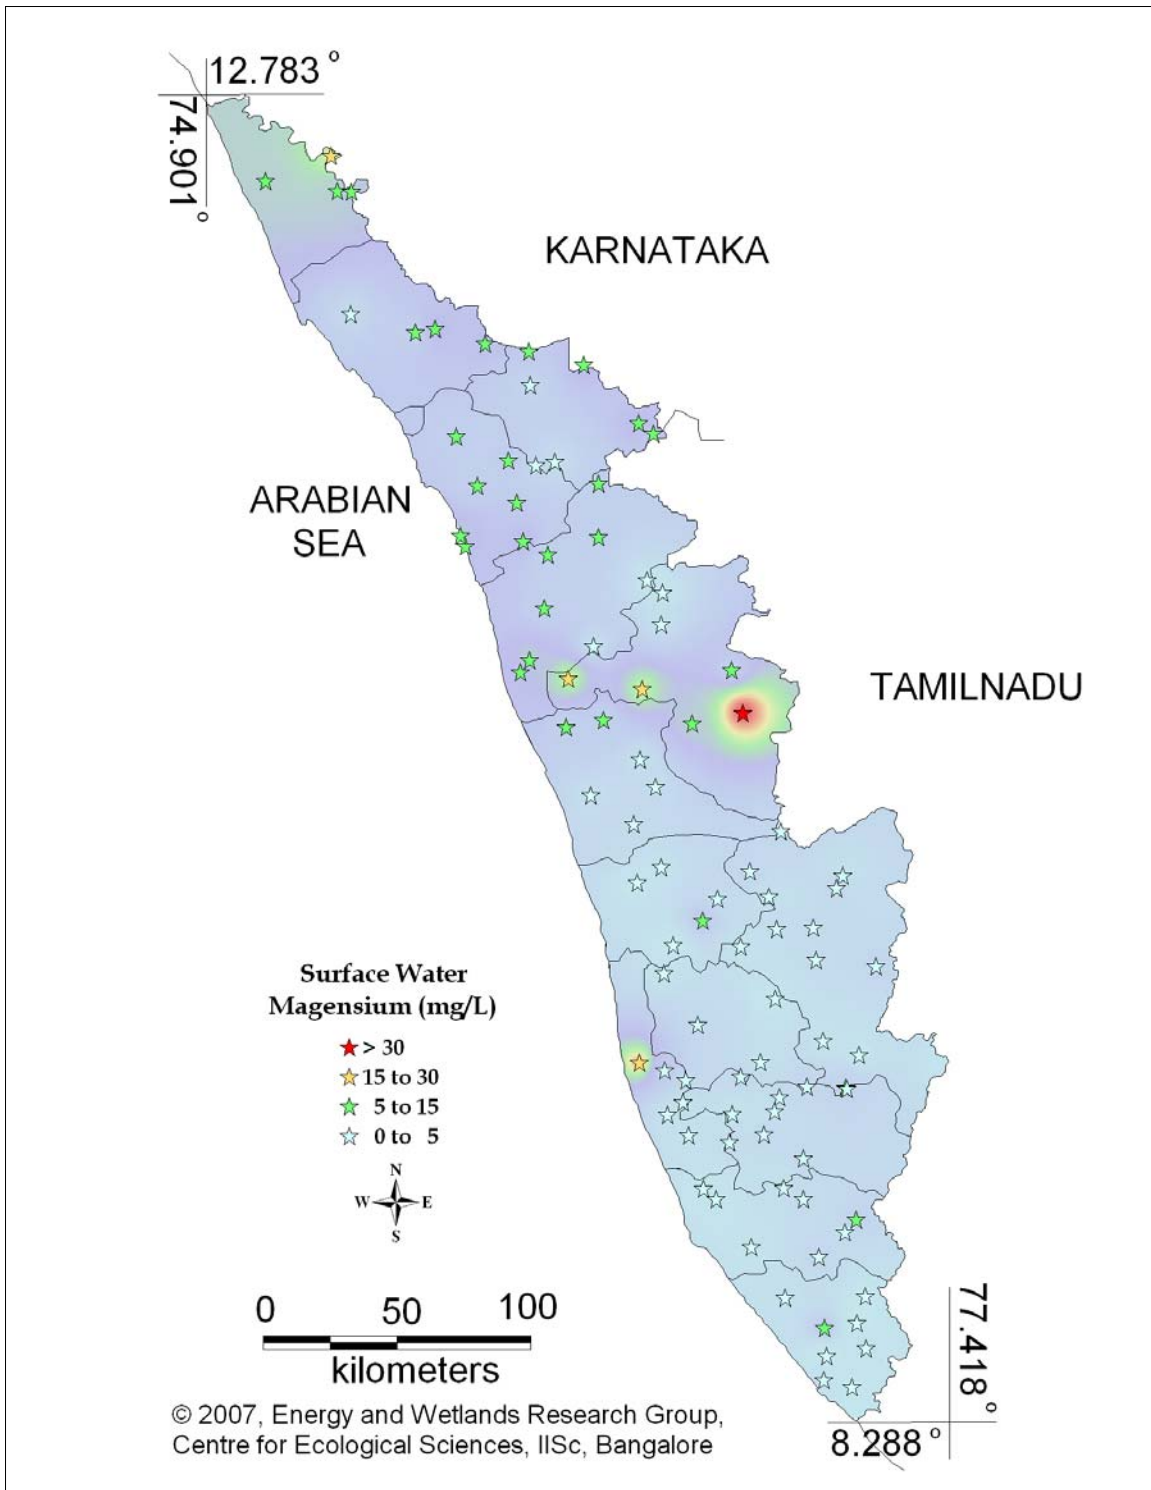 12.783 °
74.901 °
KARNATAKA
ARABIAN
SEA
TAMILNADU
Surface Water
Magensium (mg/L)
> 30
15 to 30
5 to 15
0 to 5
N
W E
S
0 50 100
kilometers
77.418 °
8.288 °
© 2007, Energy and Wetlands Research Group,
Centre for Ecological Sciences, IISc, Bangalore